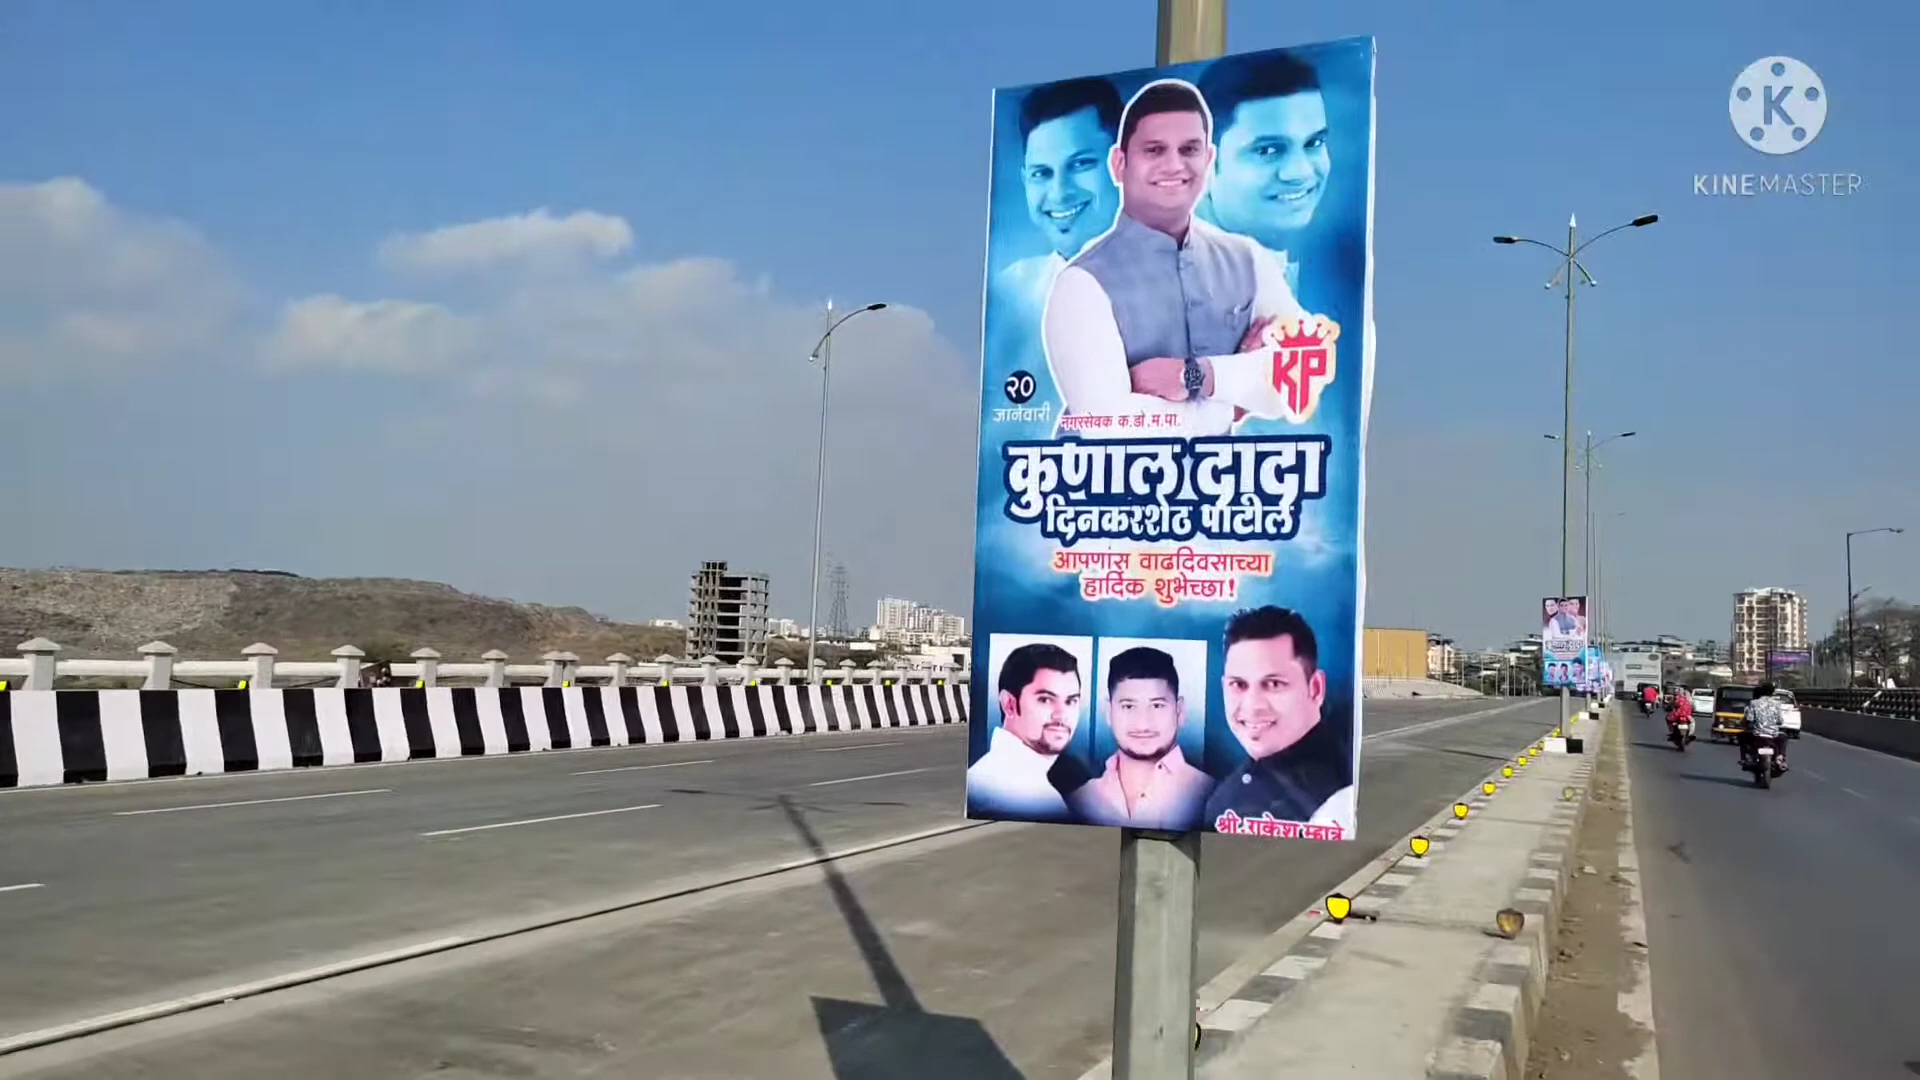 K
KINEMASTER
KP
२०
जानेवारी
नगरसेवक क.डों.म.पा.
कुणाल दादा
दिनकरशेठ पाटील
आपणांस वाढदिवसाच्या
हार्दिक शुभेच्छा!
श्री. राकेश म्हात्रे